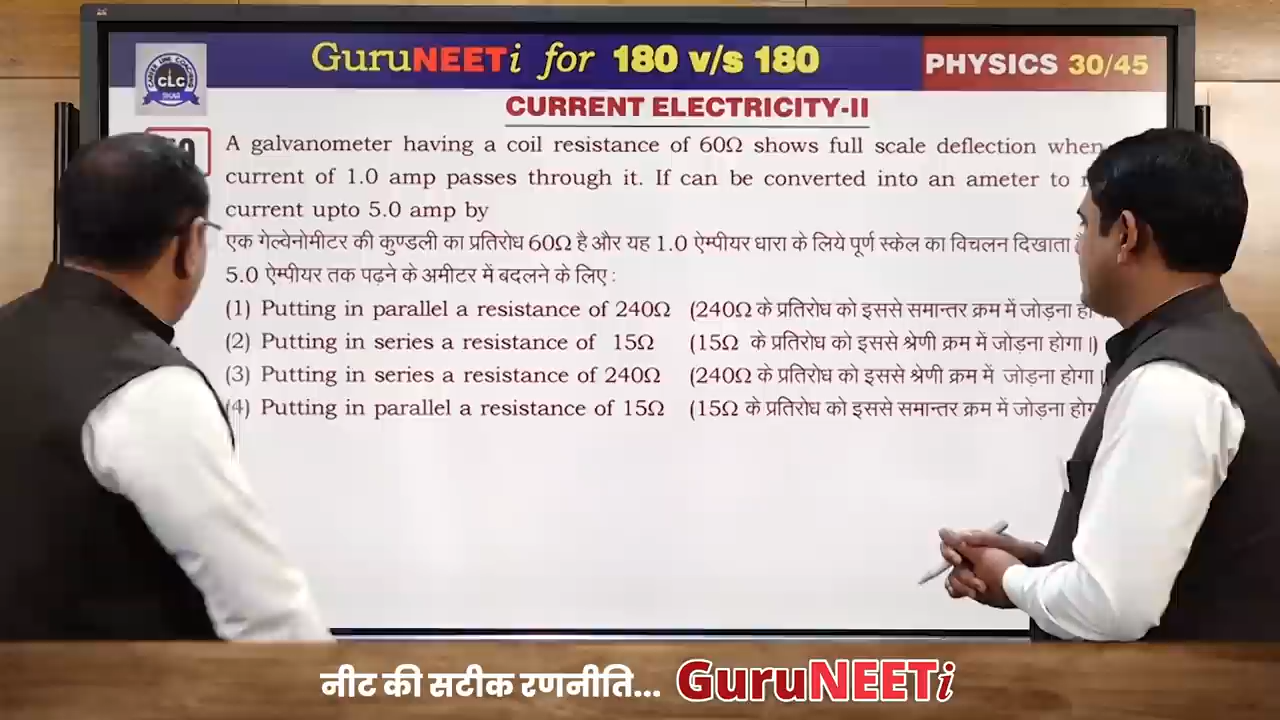 GuruNEETi for 180 v/s 180
PHYSICS 30/45
CLC
CURRENT ELECTRICITY-II
A galvanometer having a coil resistance of 60Ω shows full scale deflection when
current of 1.0 amp passes through it. If can be converted into an ameter to
current upto 5.0 amp by
एक गेल्वेनोमीटर की कुण्डली का प्रतिरोध 60Ω है और यह 1.0 ऐम्पीयर धारा के लिये पूर्ण स्केल का विचलन दिखाता
5.0 ऐम्पीयर तक पढ़ने के अमीटर में बदलने के लिए :
(1) Putting in parallel a resistance of 240Ω (240Ω के प्रतिरोध को इससे समान्तर क्रम में जोड़ना
(2) Putting in series a resistance of 15Ω (15Ω के प्रतिरोध को इससे श्रेणी क्रम में जोड़ना होगा।)
(3) Putting in series a resistance of 240Ω (240Ω के प्रतिरोध को इससे श्रेणी क्रम में जोड़ना होगा।
(4) Putting in parallel a resistance of 15Ω (15Ω के प्रतिरोध को इससे समान्तर क्रम में जोड़ना
नीट की सटीक रणनीति... GuruNEETi